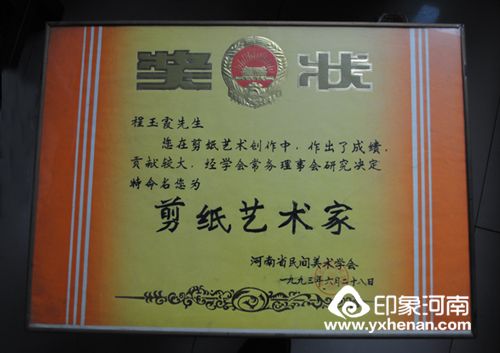 奖状
程玉霞先生
您在剪纸艺术创作中，作出了成绩，
贡献较大，经学会常务理事会研究决定
特命名您为
剪纸艺术家
河南省民间美术学会
一九九三年六月二十八日
印象河南
www.yxhenan.com